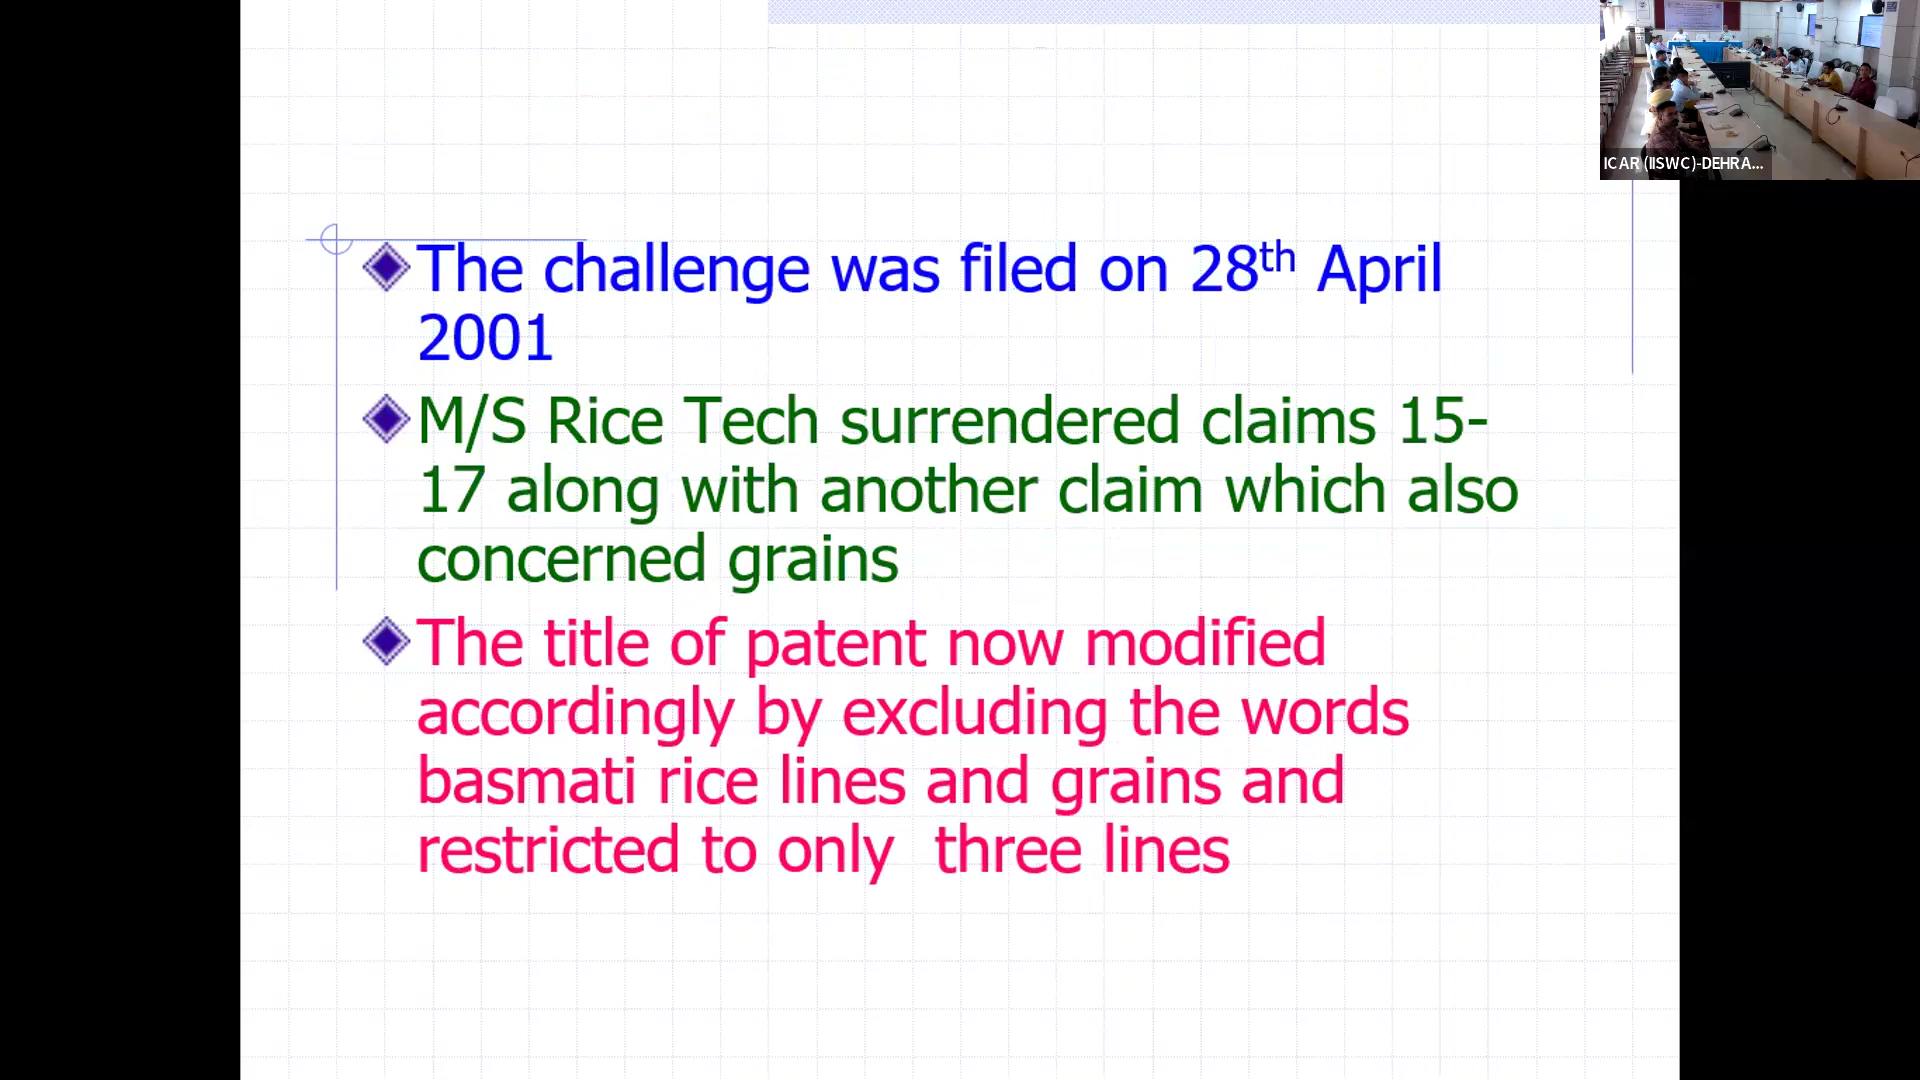 ICAR (IISWC)-DEHRA...
The challenge was filed on 28th April
2001
M/S Rice Tech surrendered claims 15-
17 along with another claim which also
concerned grains
The title of patent now modified
accordingly by excluding the words
basmati rice lines and grains and
restricted to only  three lines